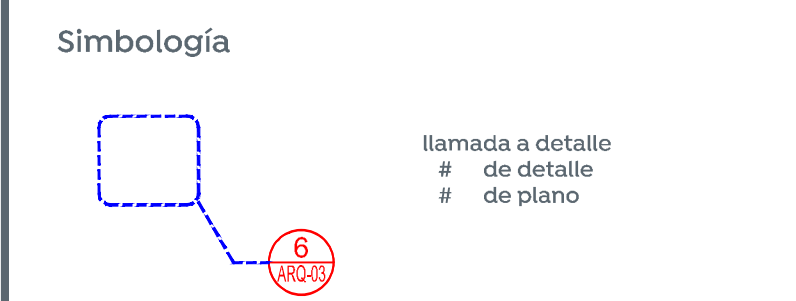 Simbología
llamada a detalle
# de detalle
# de plano
6
ARQ-03